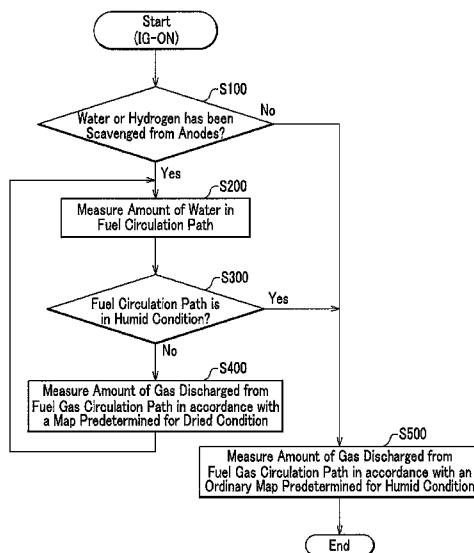 Start
(IG-ON)
S100
Water or Hydrogen has been
Scavenged from Anodes?
No
Yes
S200
Measure Amount of Water in
Fuel Circulation Path
S300
Fuel Circulation Path is
in Humid Condition?
Yes
No
S400
Measure Amount of Gas Discharged from
Fuel Gas Circulation Path in accordance with
a Map Predetermined for Dried Condition
S500
Measure Amount of Gas Discharged from
Fuel Gas Circulation Path in accordance with an
Ordinary Map Predetermined for Humid Condition
End